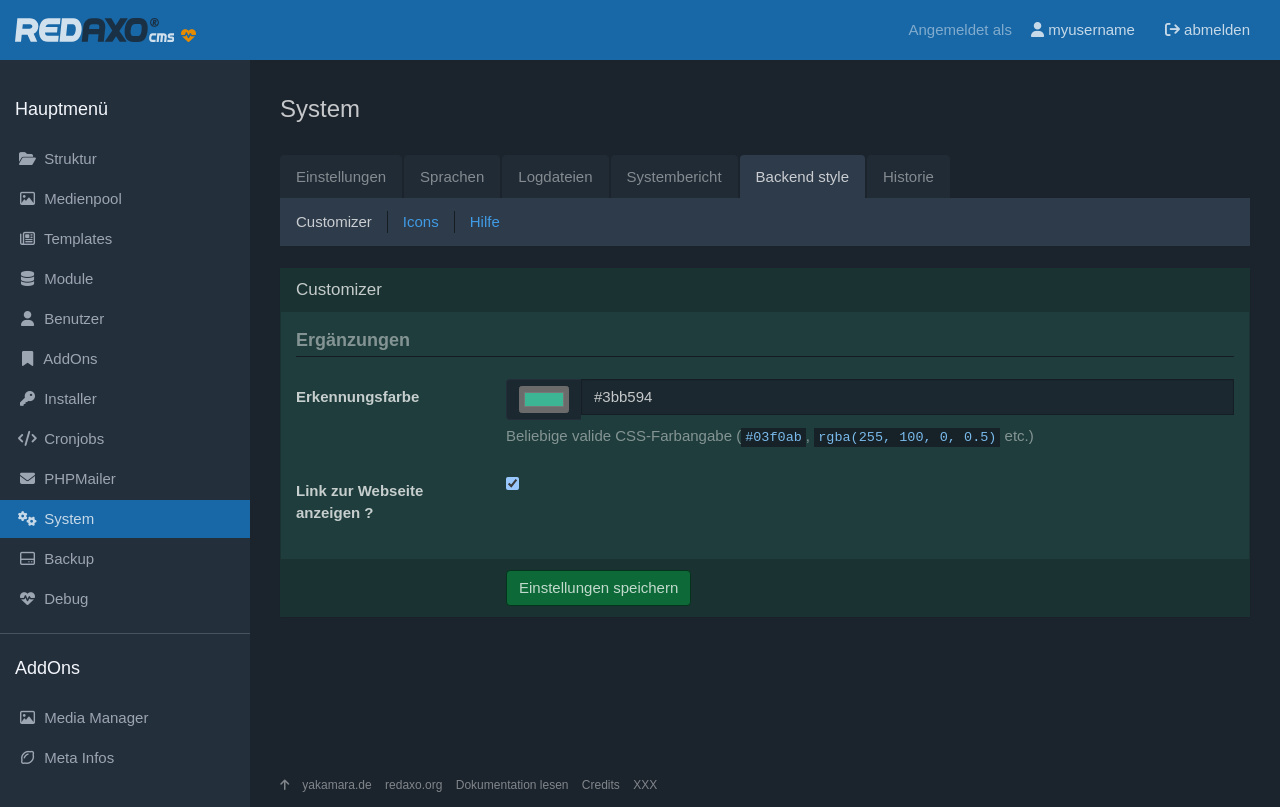 REDAXO® cms
Angemeldet als myusername abmelden
Hauptmenü
Struktur
Medienpool
Templates
Module
Benutzer
AddOns
Installer
Cronjobs
PHPMailer
System
Backup
Debug
AddOns
Media Manager
Meta Infos
System
Einstellungen Sprachen Logdateien Systembericht Backend style Historie
Customizer Icons Hilfe
Customizer
Ergänzungen
Erkennungsfarbe #3bb594
Beliebige valide CSS-Farbangabe (#03f0ab, rgba(255, 100, 0, 0.5) etc.)
Link zur Webseite
anzeigen ?
Einstellungen speichern
yakamara.de redaxo.org Dokumentation lesen Credits XXX